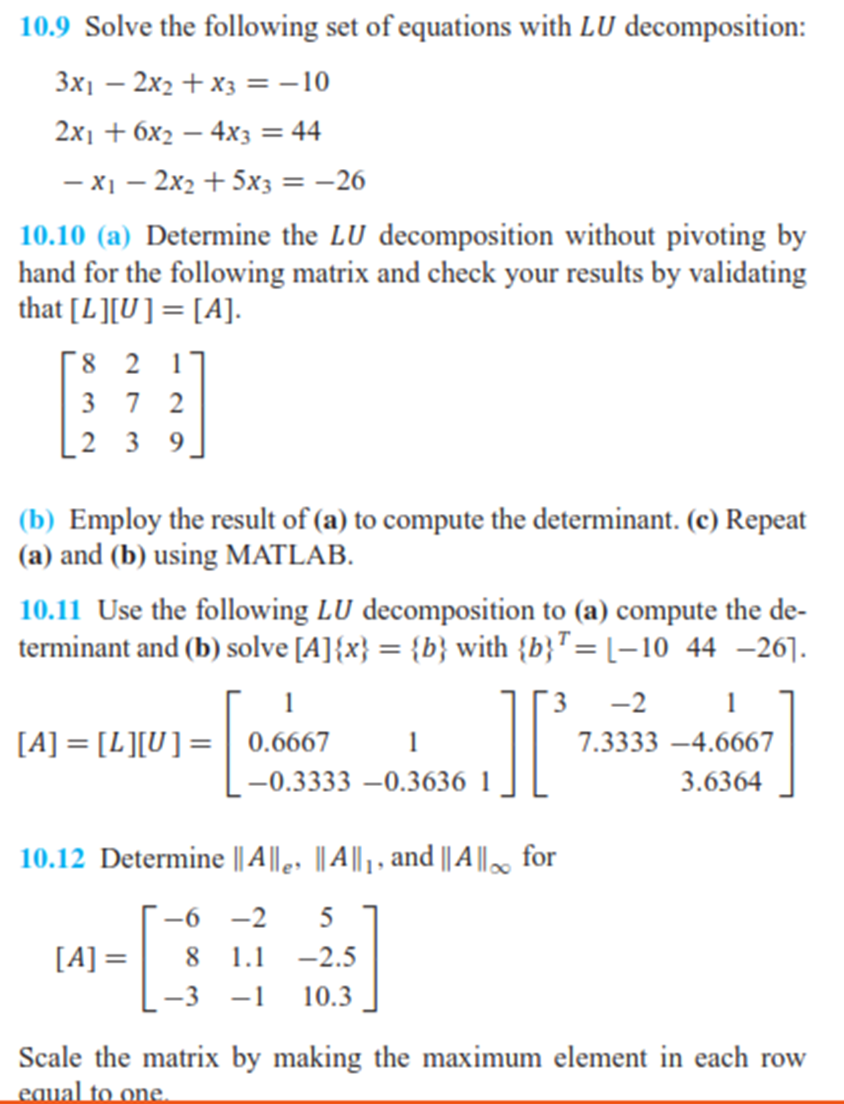 10.9 Solve the following set of equations with LU decomposition:
3x₁ − 2x₂ + x₃ = −10
2x₁ + 6x₂ − 4x₃ = 44
− x₁ − 2x₂ + 5x₃ = −26
10.10 (a) Determine the LU decomposition without pivoting by
hand for the following matrix and check your results by validating
that [L][U] = [A].
8 2 1
3 7 2
2 3 9
(b) Employ the result of (a) to compute the determinant. (c) Repeat
(a) and (b) using MATLAB.
10.11 Use the following LU decomposition to (a) compute the de-
terminant and (b) solve [A]{x} = {b} with {b}ᵀ = ⌊−10 44 −26⌉.
1 3 −2 1
[A] = [L][U] = 0.6667 1 7.3333 −4.6667
−0.3333 −0.3636 1 3.6364
10.12 Determine ‖A‖ₑ, ‖A‖₁, and ‖A‖∞ for
−6 −2 5
[A] = 8 1.1 −2.5
−3 −1 10.3
Scale the matrix by making the maximum element in each row
equal to one.